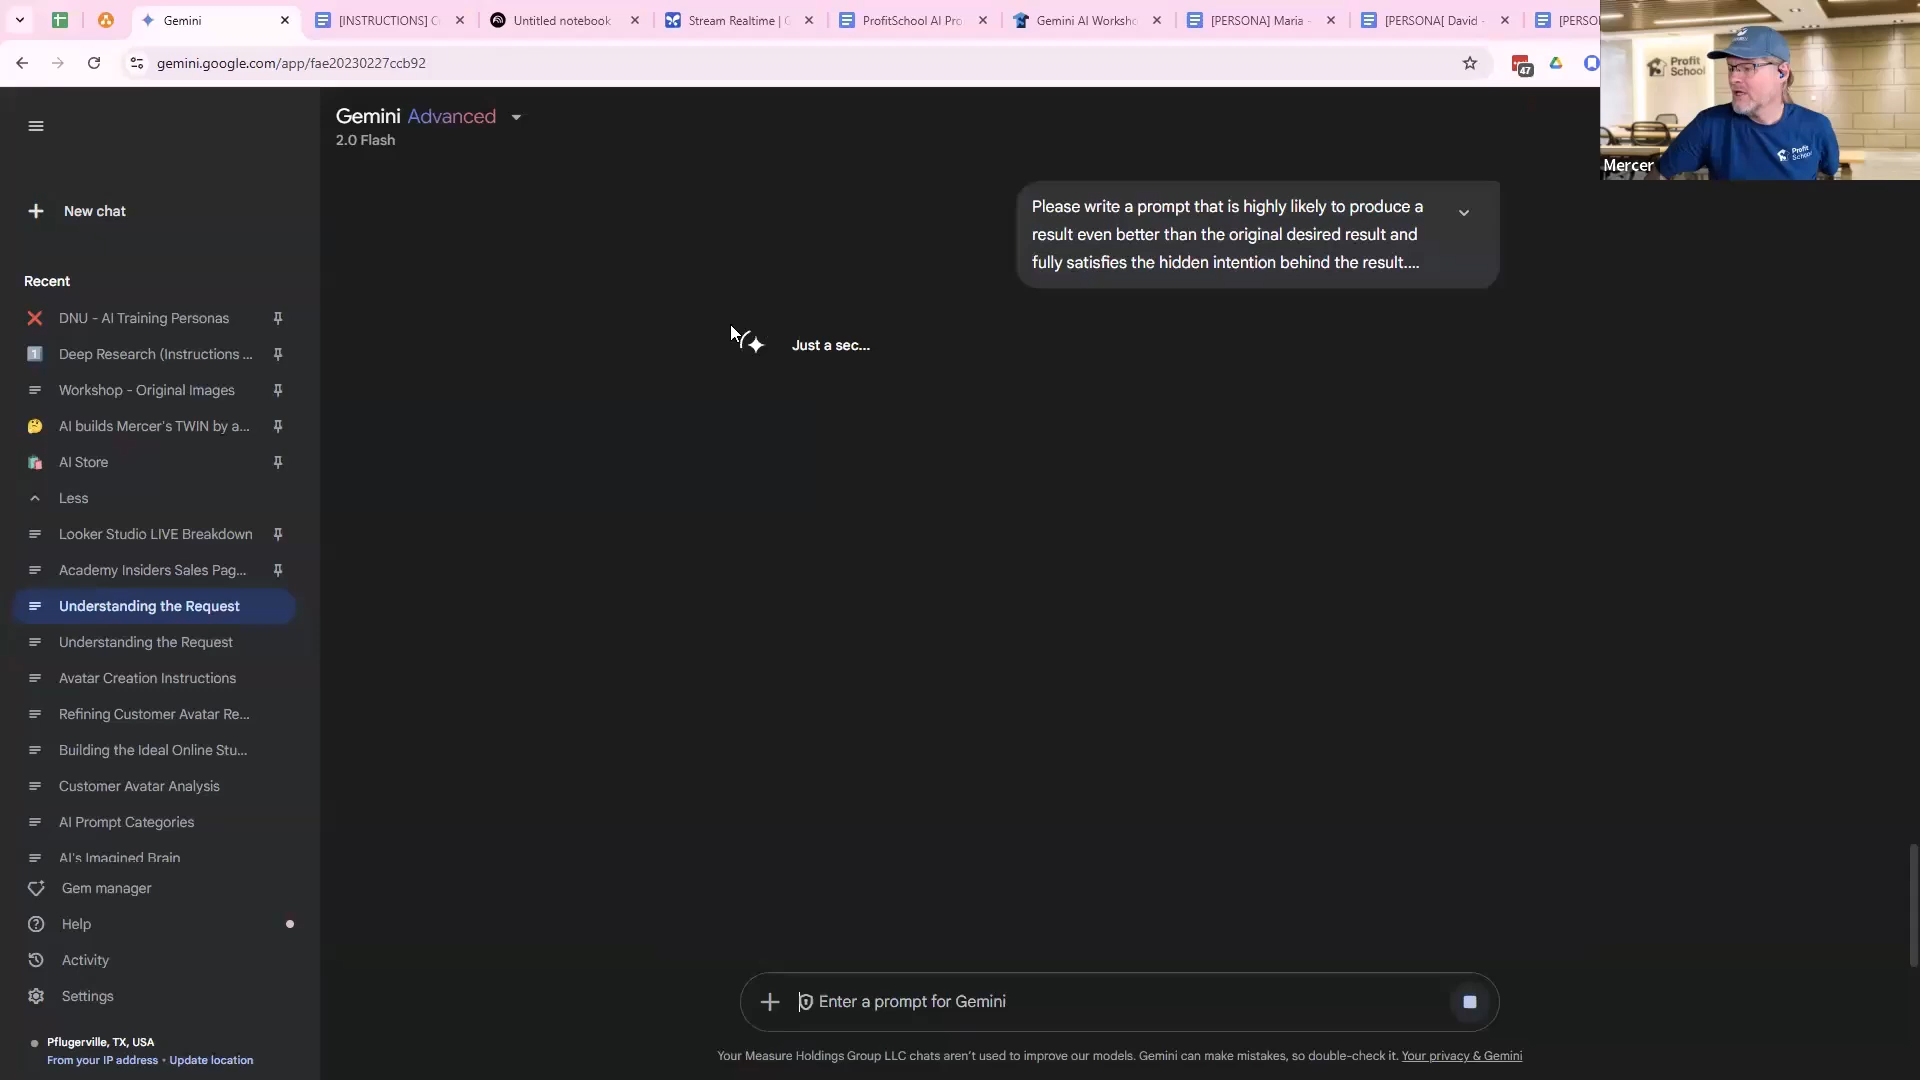 Gemini
[INSTRUCTIONS] C
Untitled notebook
Stream Realtime | G
ProfitSchool AI Pro
Gemini AI Worksho
[PERSONA] Maria -
[PERSONA[ David -
[PERSO
gemini.google.com/app/fae20230227ccb92
47
Profit
School
Profit
School
Mercer
Gemini Advanced
2.0 Flash
New chat
Recent
DNU - AI Training Personas
1 Deep Research (Instructions ...
Workshop - Original Images
AI builds Mercer's TWIN by a...
AI Store
Less
Looker Studio LIVE Breakdown
Academy Insiders Sales Pag...
Understanding the Request
Understanding the Request
Avatar Creation Instructions
Refining Customer Avatar Re...
Building the Ideal Online Stu...
Customer Avatar Analysis
AI Prompt Categories
AI's Imagined Brain
Gem manager
Help
Activity
Settings
Pflugerville, TX, USA
From your IP address • Update location
Please write a prompt that is highly likely to produce a
result even better than the original desired result and
fully satisfies the hidden intention behind the result....
Just a sec...
Enter a prompt for Gemini
Your Measure Holdings Group LLC chats aren't used to improve our models. Gemini can make mistakes, so double-check it. Your privacy & Gemini